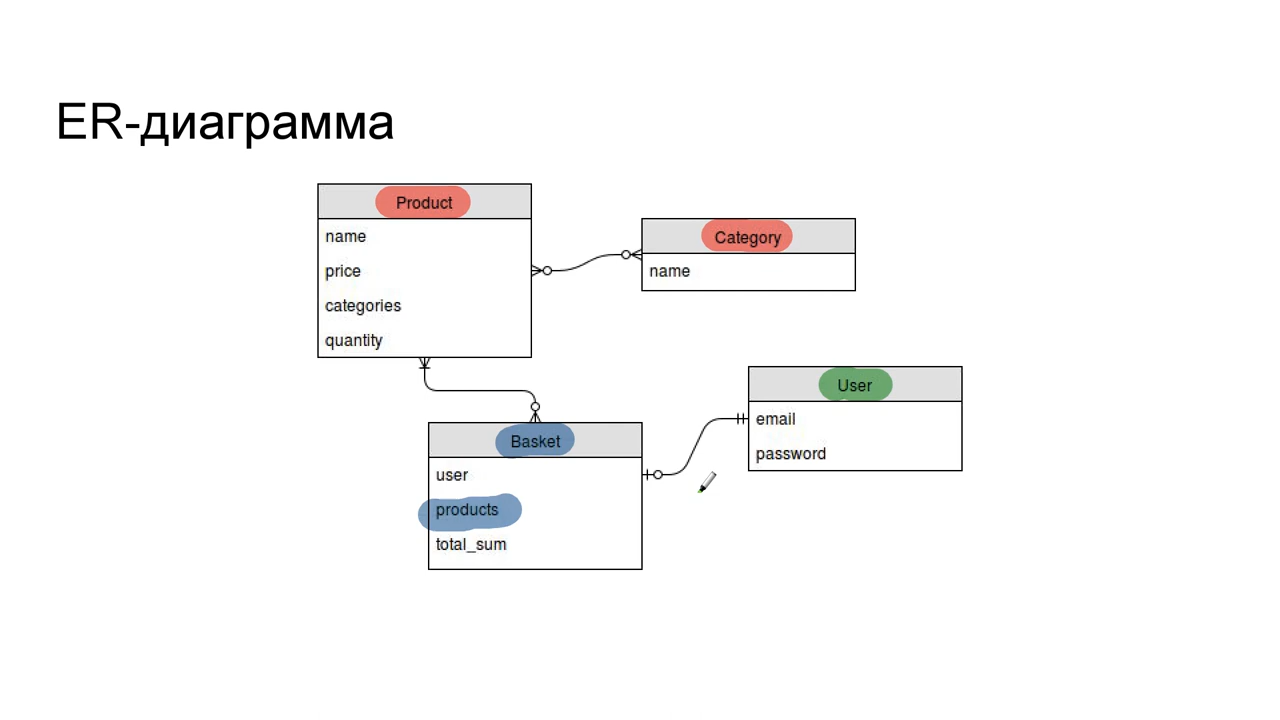 ER-диаграмма
Product
name
price
categories
quantity
Category
name
User
email
password
Basket
user
products
total_sum